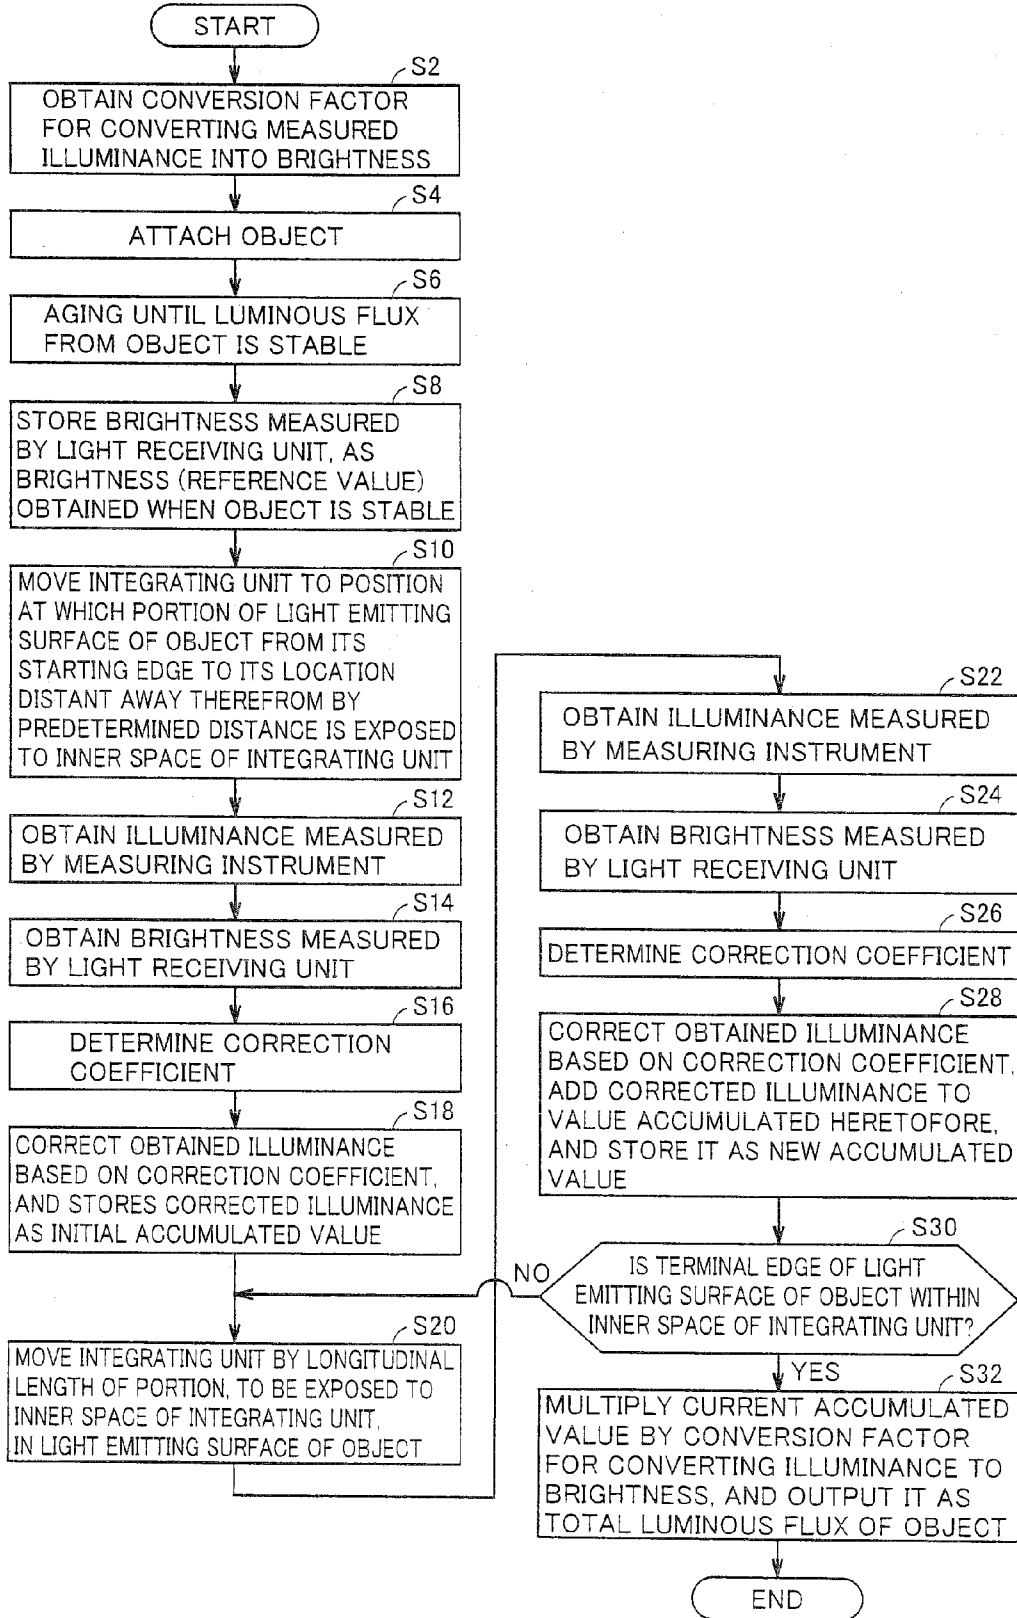 START
S2
OBTAIN CONVERSION FACTOR
FOR CONVERTING MEASURED
ILLUMINANCE INTO BRIGHTNESS
S4
ATTACH OBJECT
S6
AGING UNTIL LUMINOUS FLUX
FROM OBJECT IS STABLE
S8
STORE BRIGHTNESS MEASURED
BY LIGHT RECEIVING UNIT, AS
BRIGHTNESS (REFERENCE VALUE)
OBTAINED WHEN OBJECT IS STABLE
S10
MOVE INTEGRATING UNIT TO POSITION
AT WHICH PORTION OF LIGHT EMITTING
SURFACE OF OBJECT FROM ITS
STARTING EDGE TO ITS LOCATION
DISTANT AWAY THEREFROM BY
PREDETERMINED DISTANCE IS EXPOSED
TO INNER SPACE OF INTEGRATING UNIT
S12
OBTAIN ILLUMINANCE MEASURED
BY MEASURING INSTRUMENT
S14
OBTAIN BRIGHTNESS MEASURED
BY LIGHT RECEIVING UNIT
S16
DETERMINE CORRECTION
COEFFICIENT
S18
CORRECT OBTAINED ILLUMINANCE
BASED ON CORRECTION COEFFICIENT,
AND STORES CORRECTED ILLUMINANCE
AS INITIAL ACCUMULATED VALUE
S20
MOVE INTEGRATING UNIT BY LONGITUDINAL
LENGTH OF PORTION, TO BE EXPOSED TO
INNER SPACE OF INTEGRATING UNIT,
IN LIGHT EMITTING SURFACE OF OBJECT
S22
OBTAIN ILLUMINANCE MEASURED
BY MEASURING INSTRUMENT
S24
OBTAIN BRIGHTNESS MEASURED
BY LIGHT RECEIVING UNIT
S26
DETERMINE CORRECTION COEFFICIENT
S28
CORRECT OBTAINED ILLUMINANCE
BASED ON CORRECTION COEFFICIENT,
ADD CORRECTED ILLUMINANCE TO
VALUE ACCUMULATED HERETOFORE,
AND STORE IT AS NEW ACCUMULATED
VALUE
S30
IS TERMINAL EDGE OF LIGHT
EMITTING SURFACE OF OBJECT WITHIN
INNER SPACE OF INTEGRATING UNIT?
NO
YES
S32
MULTIPLY CURRENT ACCUMULATED
VALUE BY CONVERSION FACTOR
FOR CONVERTING ILLUMINANCE TO
BRIGHTNESS, AND OUTPUT IT AS
TOTAL LUMINOUS FLUX OF OBJECT
END